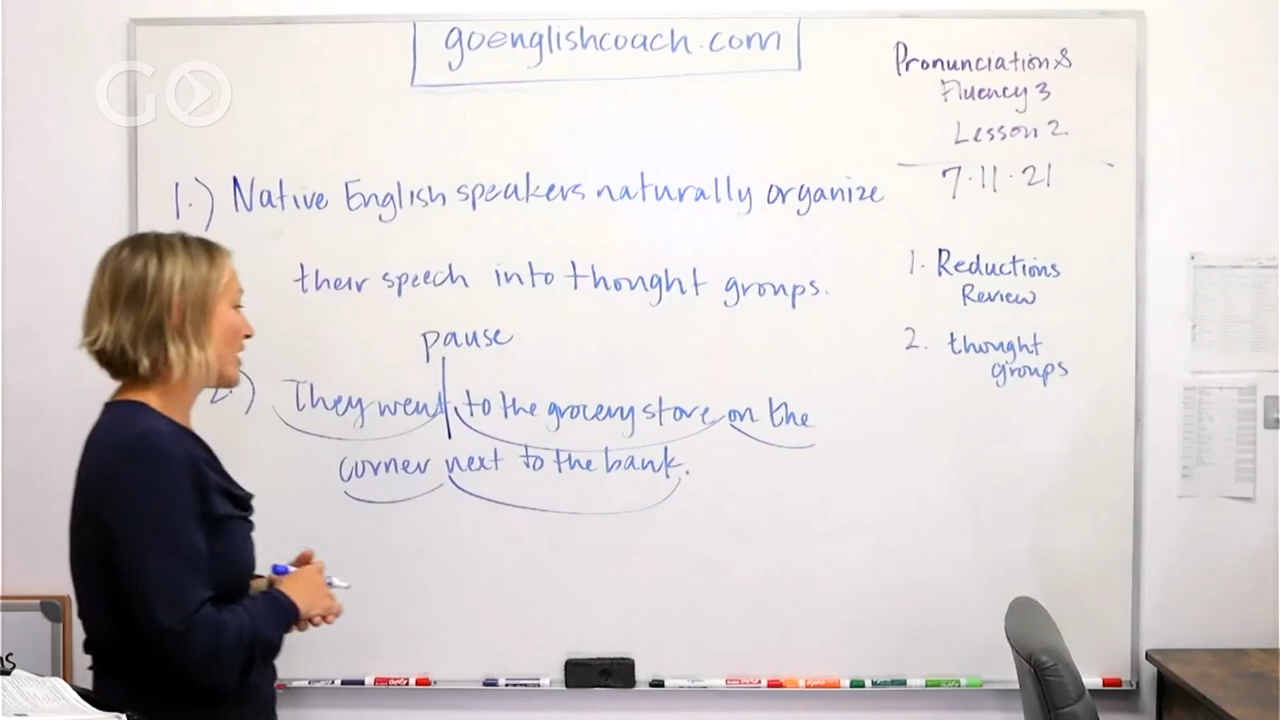 goenglishcoach.com
GO
Pronunciation &
Fluency 3
Lesson 2
7.11.21
1.) Native English speakers naturally organize
their speech into thought groups.
pause
2.) They went to the grocery store on the
corner next to the bank.
1. Reductions
Review
2. thought
groups